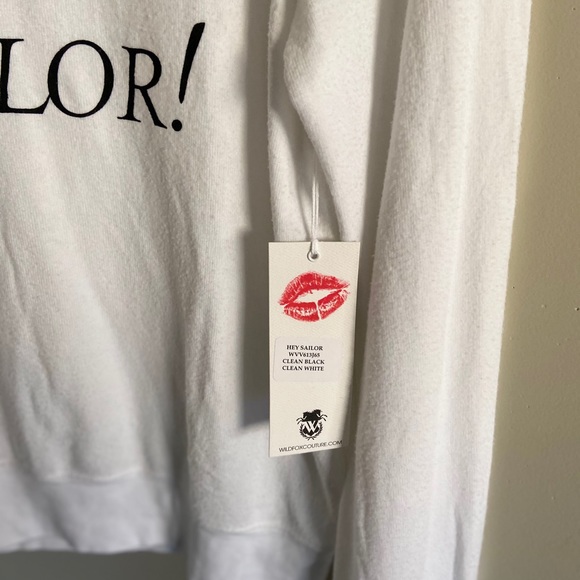 LOR!
HEY SAILOR
WVV613J65
CLEAN BLACK
CLEAN WHITE
W
WILDFOXCOUTURE.COM